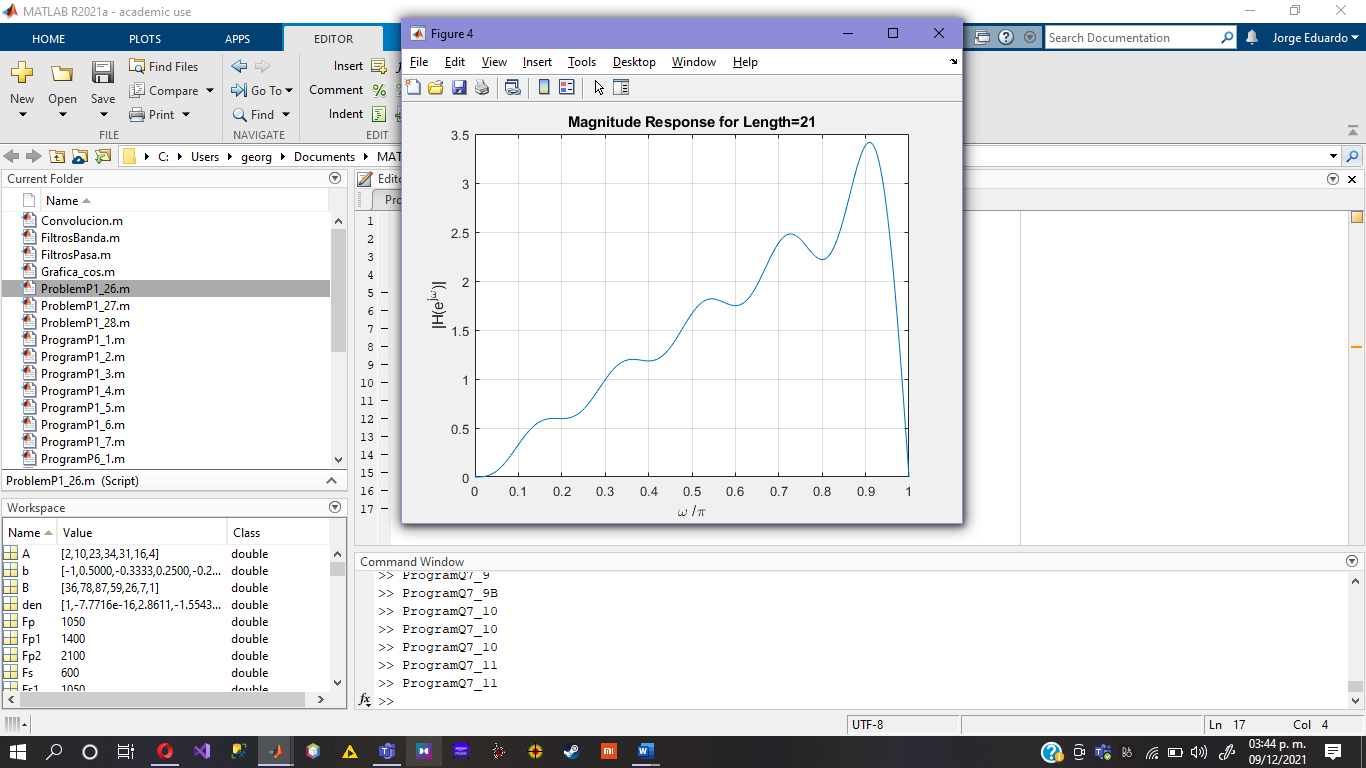 MATLAB R2021a - academic use
Figure 4
HOME PLOTS APPS EDITOR
Search Documentation
Jorge Eduardo
File Edit View Insert Tools Desktop Window Help
New
Open
Save
Find Files
Compare
Print
FILE
Go To
Find
NAVIGATE
Insert
Comment
Indent
EDIT
C: Users georg Documents MAT
Current Folder
Name
Convolucion.m
FiltrosBanda.m
FiltrosPasa.m
Grafica_cos.m
ProblemP1_26.m
ProblemP1_27.m
ProblemP1_28.m
ProgramP1_1.m
ProgramP1_2.m
ProgramP1_3.m
ProgramP1_4.m
ProgramP1_5.m
ProgramP1_6.m
ProgramP1_7.m
ProgramP6_1.m
ProblemP1_26.m (Script)
Workspace
Name Value Class
A [2,10,23,34,31,16,4] double
b [-1,0.5000,-0.3333,0.2500,-0.2... double
B [36,78,87,59,26,7,1] double
den [1,-7.7716e-16,2.8611,-1.5543... double
Fp 1050 double
Fp1 1400 double
Fp2 2100 double
Fs 600 double
Fs1 1050 double
Edito
Pro
1
2
3
4
5
6
7
8
9
10
11
12
13
14
15
16
17
Magnitude Response for Length=21
|H(e^jω)|
3.5
3
2.5
2
1.5
1
0.5
0
0 0.1 0.2 0.3 0.4 0.5 0.6 0.7 0.8 0.9 1
ω /π
Command Window
>> ProgramQ7_9
>> ProgramQ7_9B
>> ProgramQ7_10
>> ProgramQ7_10
>> ProgramQ7_10
>> ProgramQ7_11
>> ProgramQ7_11
fx >>
UTF-8
Ln 17 Col 4
03:44 p. m.
09/12/2021